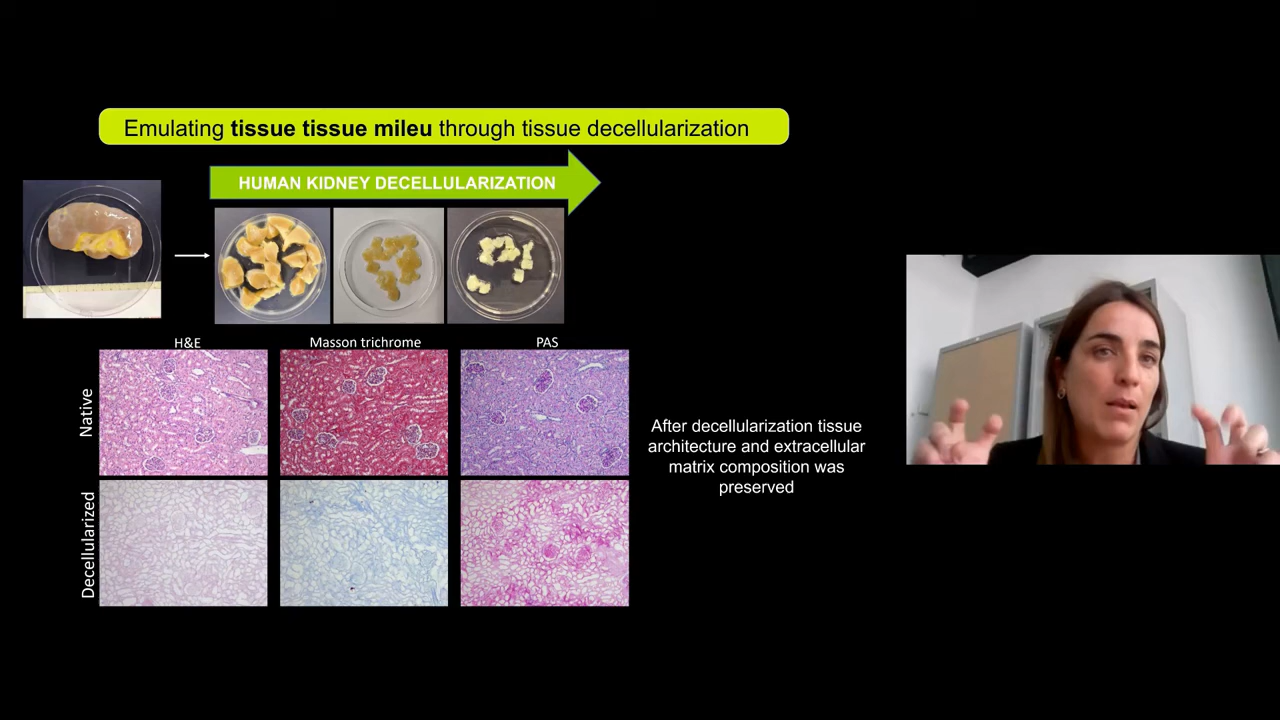 Emulating tissue tissue mileu through tissue decellularization
HUMAN KIDNEY DECELLULARIZATION
H&E
Masson trichrome
PAS
Native
Decellularized
After decellularization tissue
architecture and extracellular
matrix composition was
preserved